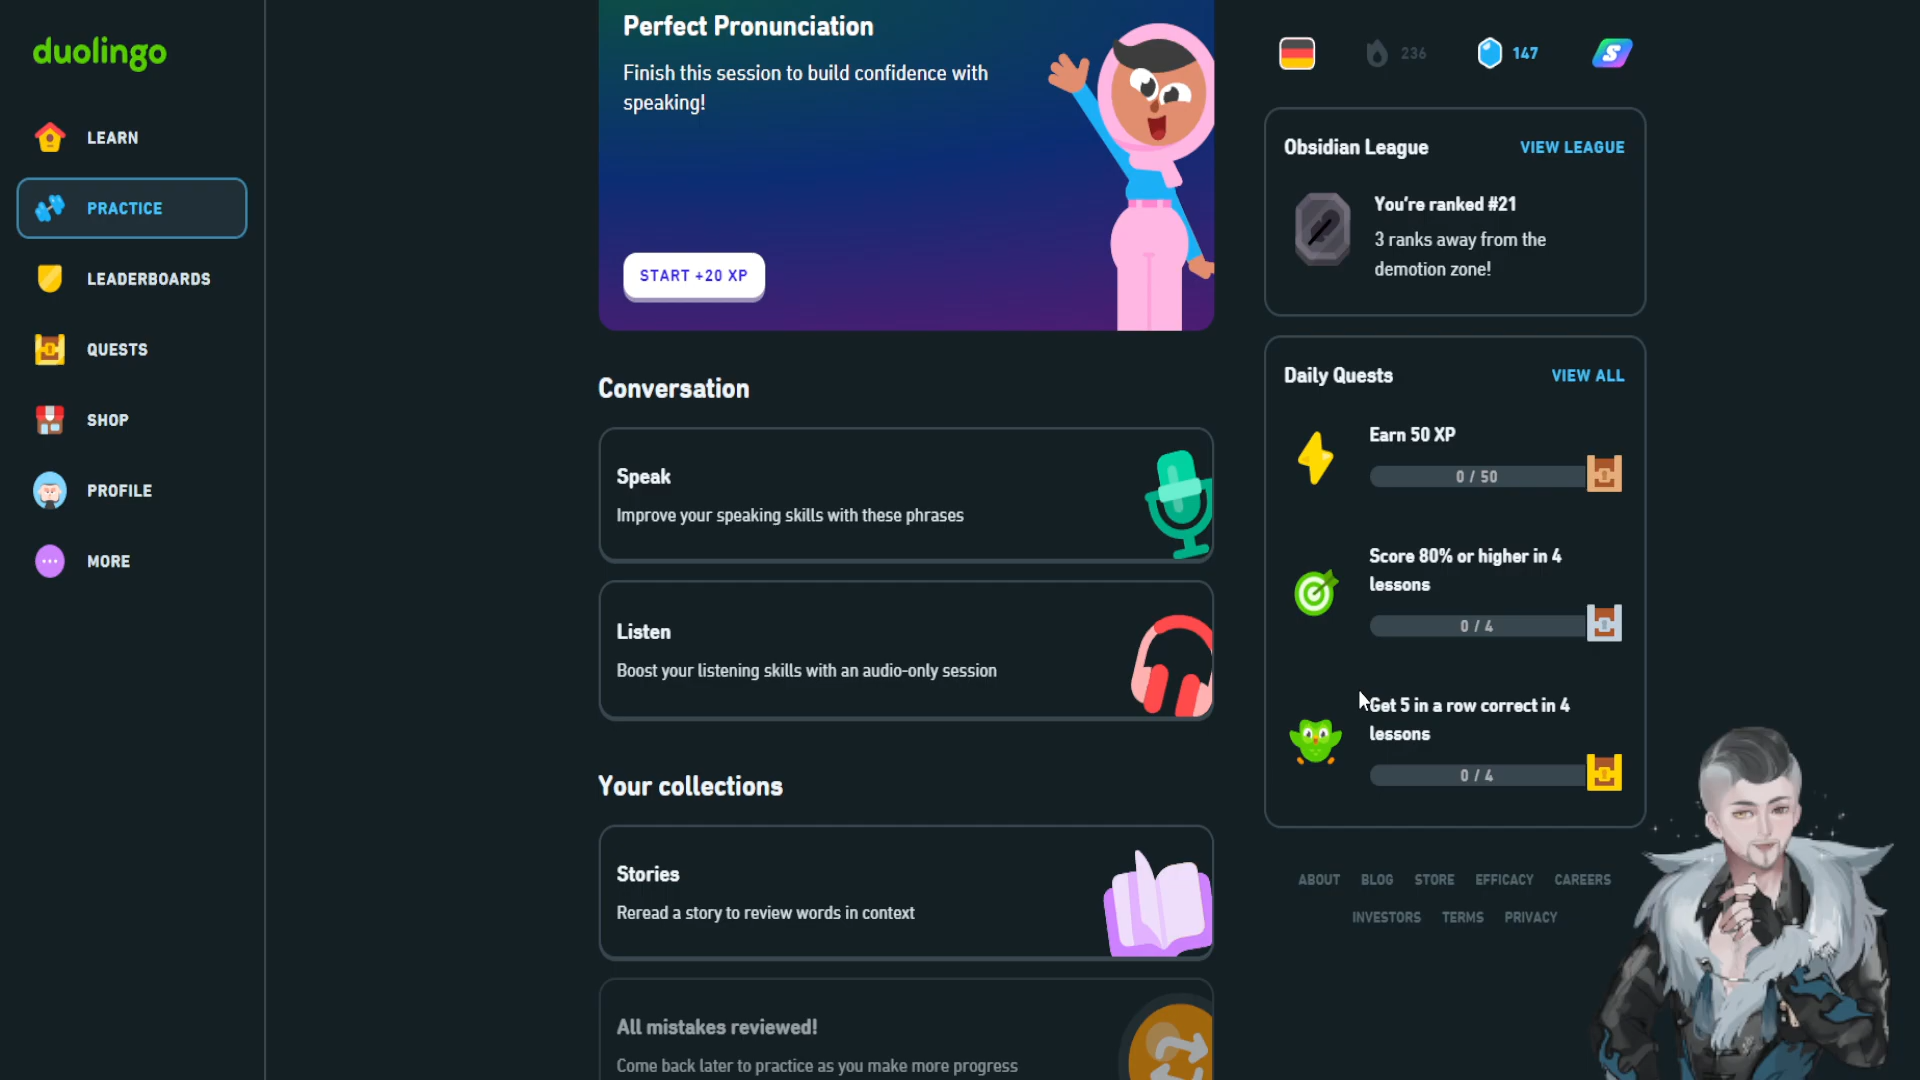 duolingo
LEARN
PRACTICE
LEADERBOARDS
QUESTS
SHOP
PROFILE
MORE
Perfect Pronunciation
Finish this session to build confidence with
speaking!
START +20 XP
Conversation
Speak
Improve your speaking skills with these phrases
Listen
Boost your listening skills with an audio-only session
Your collections
Stories
Reread a story to review words in context
All mistakes reviewed!
Come back later to practice as you make more progress
236
147
S
Obsidian League
VIEW LEAGUE
You're ranked #21
3 ranks away from the
demotion zone!
Daily Quests
VIEW ALL
Earn 50 XP
0 / 50
Score 80% or higher in 4
lessons
0 / 4
Get 5 in a row correct in 4
lessons
0 / 4
ABOUT BLOG STORE EFFICACY CAREERS
INVESTORS TERMS PRIVACY